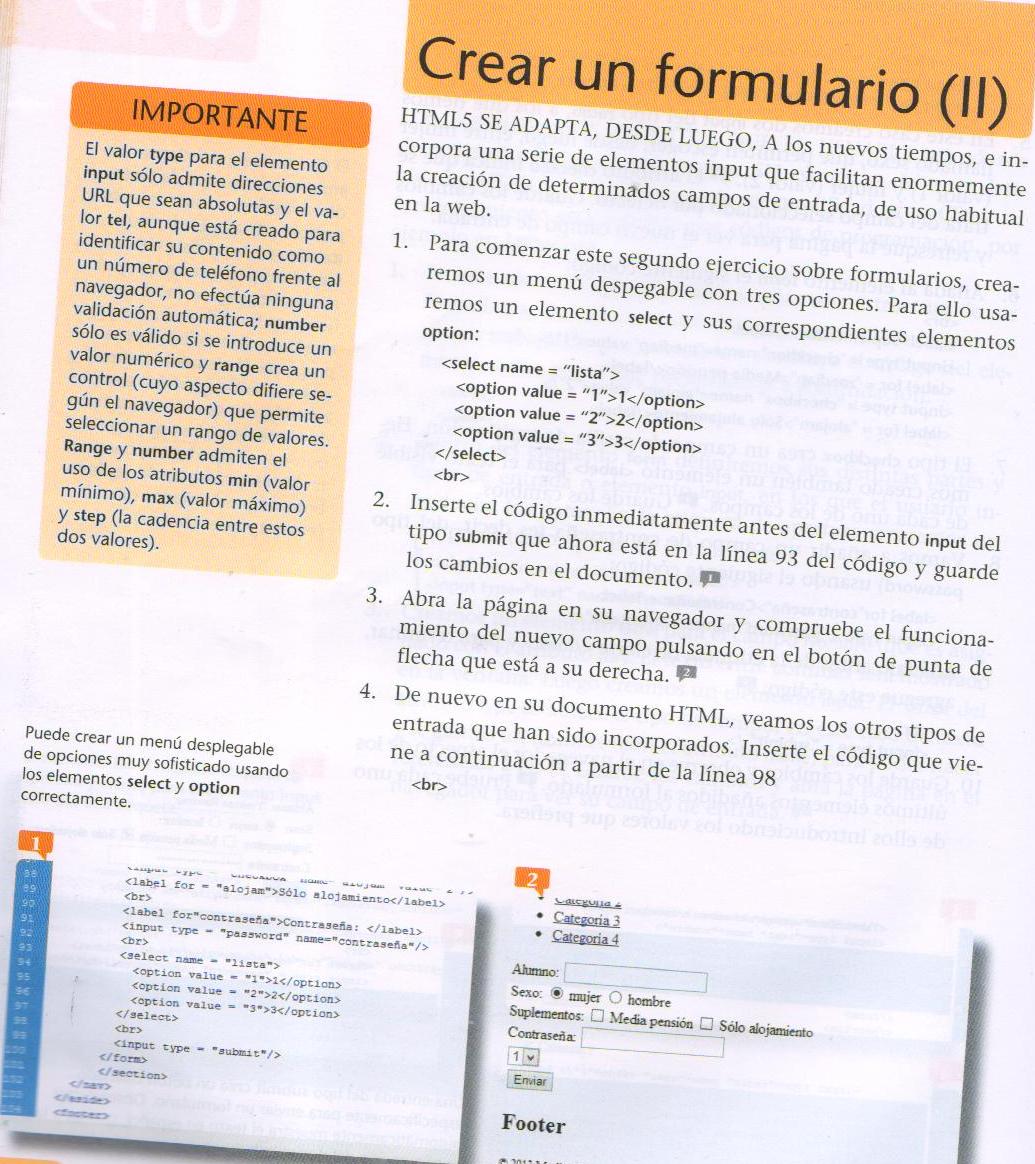 Crear un formulario (II)
IMPORTANTE
El valor type para el elemento
input sólo admite direcciones
URL que sean absolutas y el va-
lor tel, aunque está creado para
identificar su contenido como
un número de teléfono frente al
navegador, no efectúa ninguna
validación automática; number
sólo es válido si se introduce un
valor numérico y range crea un
control (cuyo aspecto difiere se-
gún el navegador) que permite
seleccionar un rango de valores.
Range y number admiten el
uso de los atributos min (valor
mínimo), max (valor máximo)
y step (la cadencia entre estos
dos valores).
HTML5 SE ADAPTA, DESDE LUEGO, A los nuevos tiempos, e in-
corpora una serie de elementos input que facilitan enormemente
la creación de determinados campos de entrada, de uso habitual
en la web.
1. Para comenzar este segundo ejercicio sobre formularios, crea-
remos un menú despegable con tres opciones. Para ello usa-
remos un elemento select y sus correspondientes elementos
option:
<select name = "lista">
<option value = "1">1</option>
<option value = "2">2</option>
<option value = "3">3</option>
</select>
<br>
2. Inserte el código inmediatamente antes del elemento input del
tipo submit que ahora está en la línea 93 del código y guarde
los cambios en el documento. 1
3. Abra la página en su navegador y compruebe el funciona-
miento del nuevo campo pulsando en el botón de punta de
flecha que está a su derecha. 2
4. De nuevo en su documento HTML, veamos los otros tipos de
entrada que han sido incorporados. Inserte el código que vie-
ne a continuación a partir de la línea 98
<br>
Puede crear un menú desplegable
de opciones muy sofisticado usando
los elementos select y option
correctamente.
1
88
89 <label for = "alojam">Sólo alojamiento</label>
90 <br>
91 <label for"contraseña">Contraseña: </label>
92 <input type = "password" name="contraseña"/>
93 <br>
94 <select name = "lista">
95 <option value = "1">1</option>
96 <option value = "2">2</option>
97 <option value = "3">3</option>
98 </select>
99 <br>
100 <input type = "submit"/>
101 </form>
102 </section>
103 </nav>
104 </aside>
<footer>
2
Categoria 2
• Categoria 3
• Categoria 4
Alumno:
Sexo: mujer hombre
Suplementos: Media pensión Sólo alojamiento
Contraseña:
1
Enviar
Footer